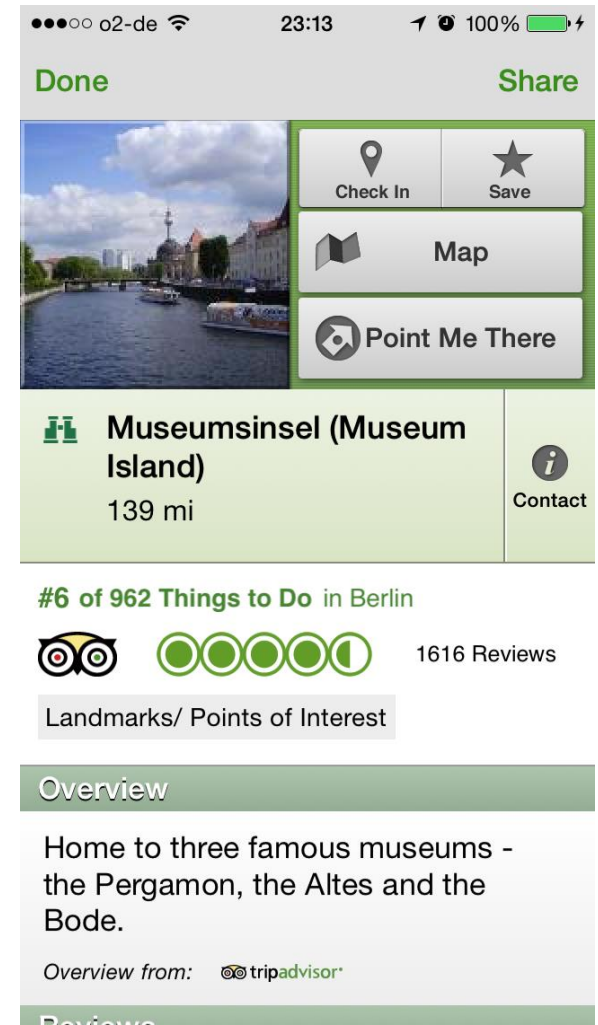 o2-de 23:13 100%
Done Share
Check In Save
Map
Point Me There
Museumsinsel (Museum
Island)
139 mi
Contact
#6 of 962 Things to Do in Berlin
1616 Reviews
Landmarks/ Points of Interest
Overview
Home to three famous museums -
the Pergamon, the Altes and the
Bode.
Overview from: tripadvisor
Reviews